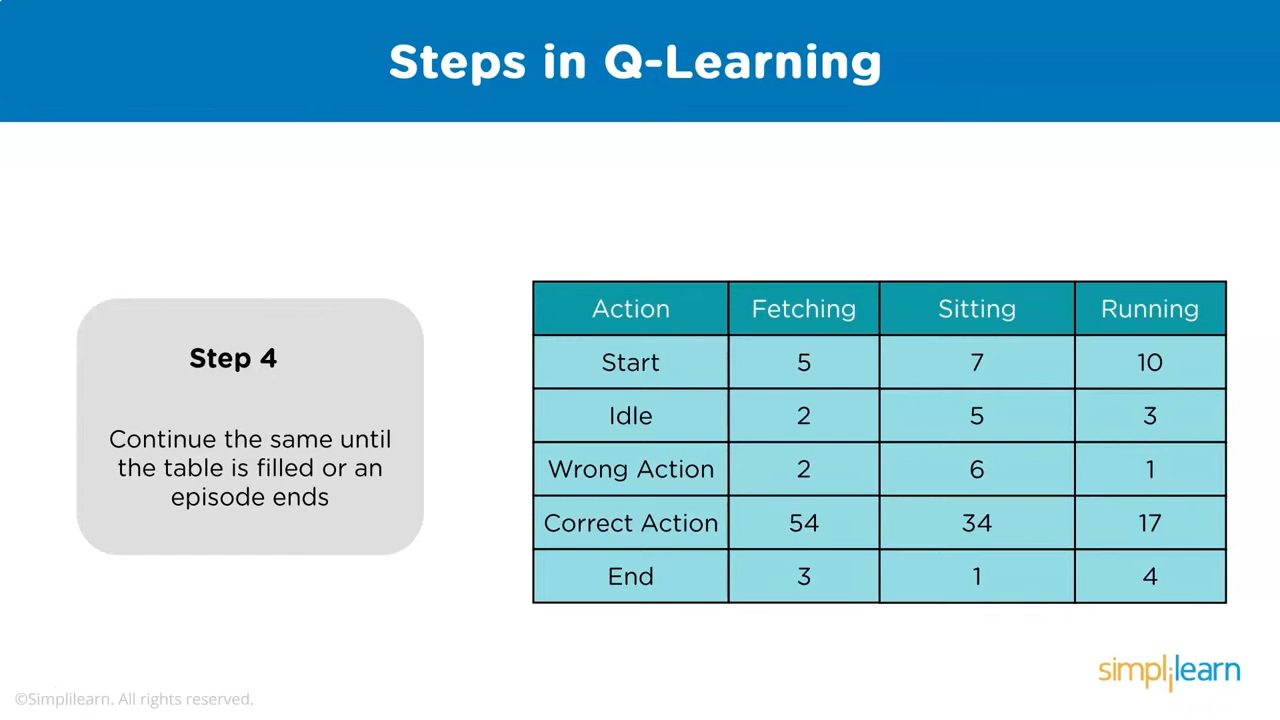 Steps in Q-Learning
Step 4
Continue the same until
the table is filled or an
episode ends
Action Fetching Sitting Running
Start 5 7 10
Idle 2 5 3
Wrong Action 2 6 1
Correct Action 54 34 17
End 3 1 4
simplilearn
©Simplilearn. All rights reserved.